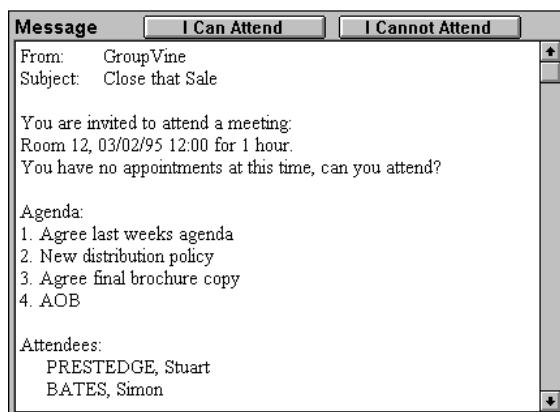 Message I Can Attend I Cannot Attend
From: GroupVine
Subject: Close that Sale
You are invited to attend a meeting:
Room 12, 03/02/95 12:00 for 1 hour.
You have no appointments at this time, can you attend?
Agenda:
1. Agree last weeks agenda
2. New distribution policy
3. Agree final brochure copy
4. AOB
Attendees:
PRESTEDGE, Stuart
BATES, Simon